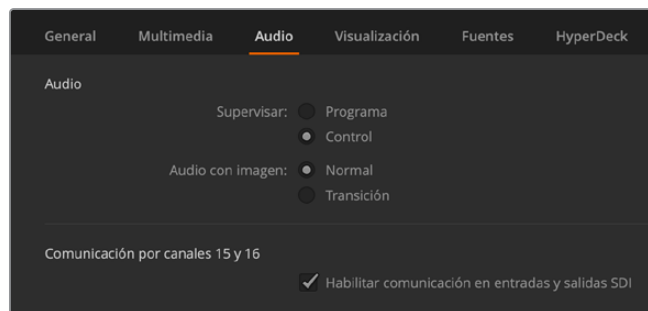 General Multimedia Audio Visualización Fuentes HyperDeck
Audio
Supervisar: Programa
Control
Audio con imagen: Normal
Transición
Comunicación por canales 15 y 16
Habilitar comunicación en entradas y salidas SDI